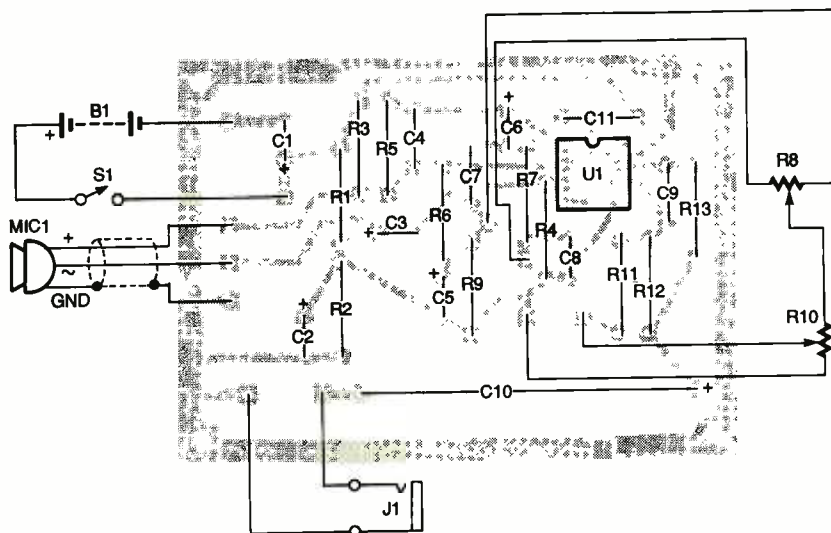 B1
+
S1
MIC1
+
~
GND
C1
+
R3
R5
C4
+
C6
C11
R1
C3
+
R6
C7
R7
R4
U1
C9
R13
R8
+
C5
R9
C8
R11
R12
R10
+
C2
R2
C10
+
J1